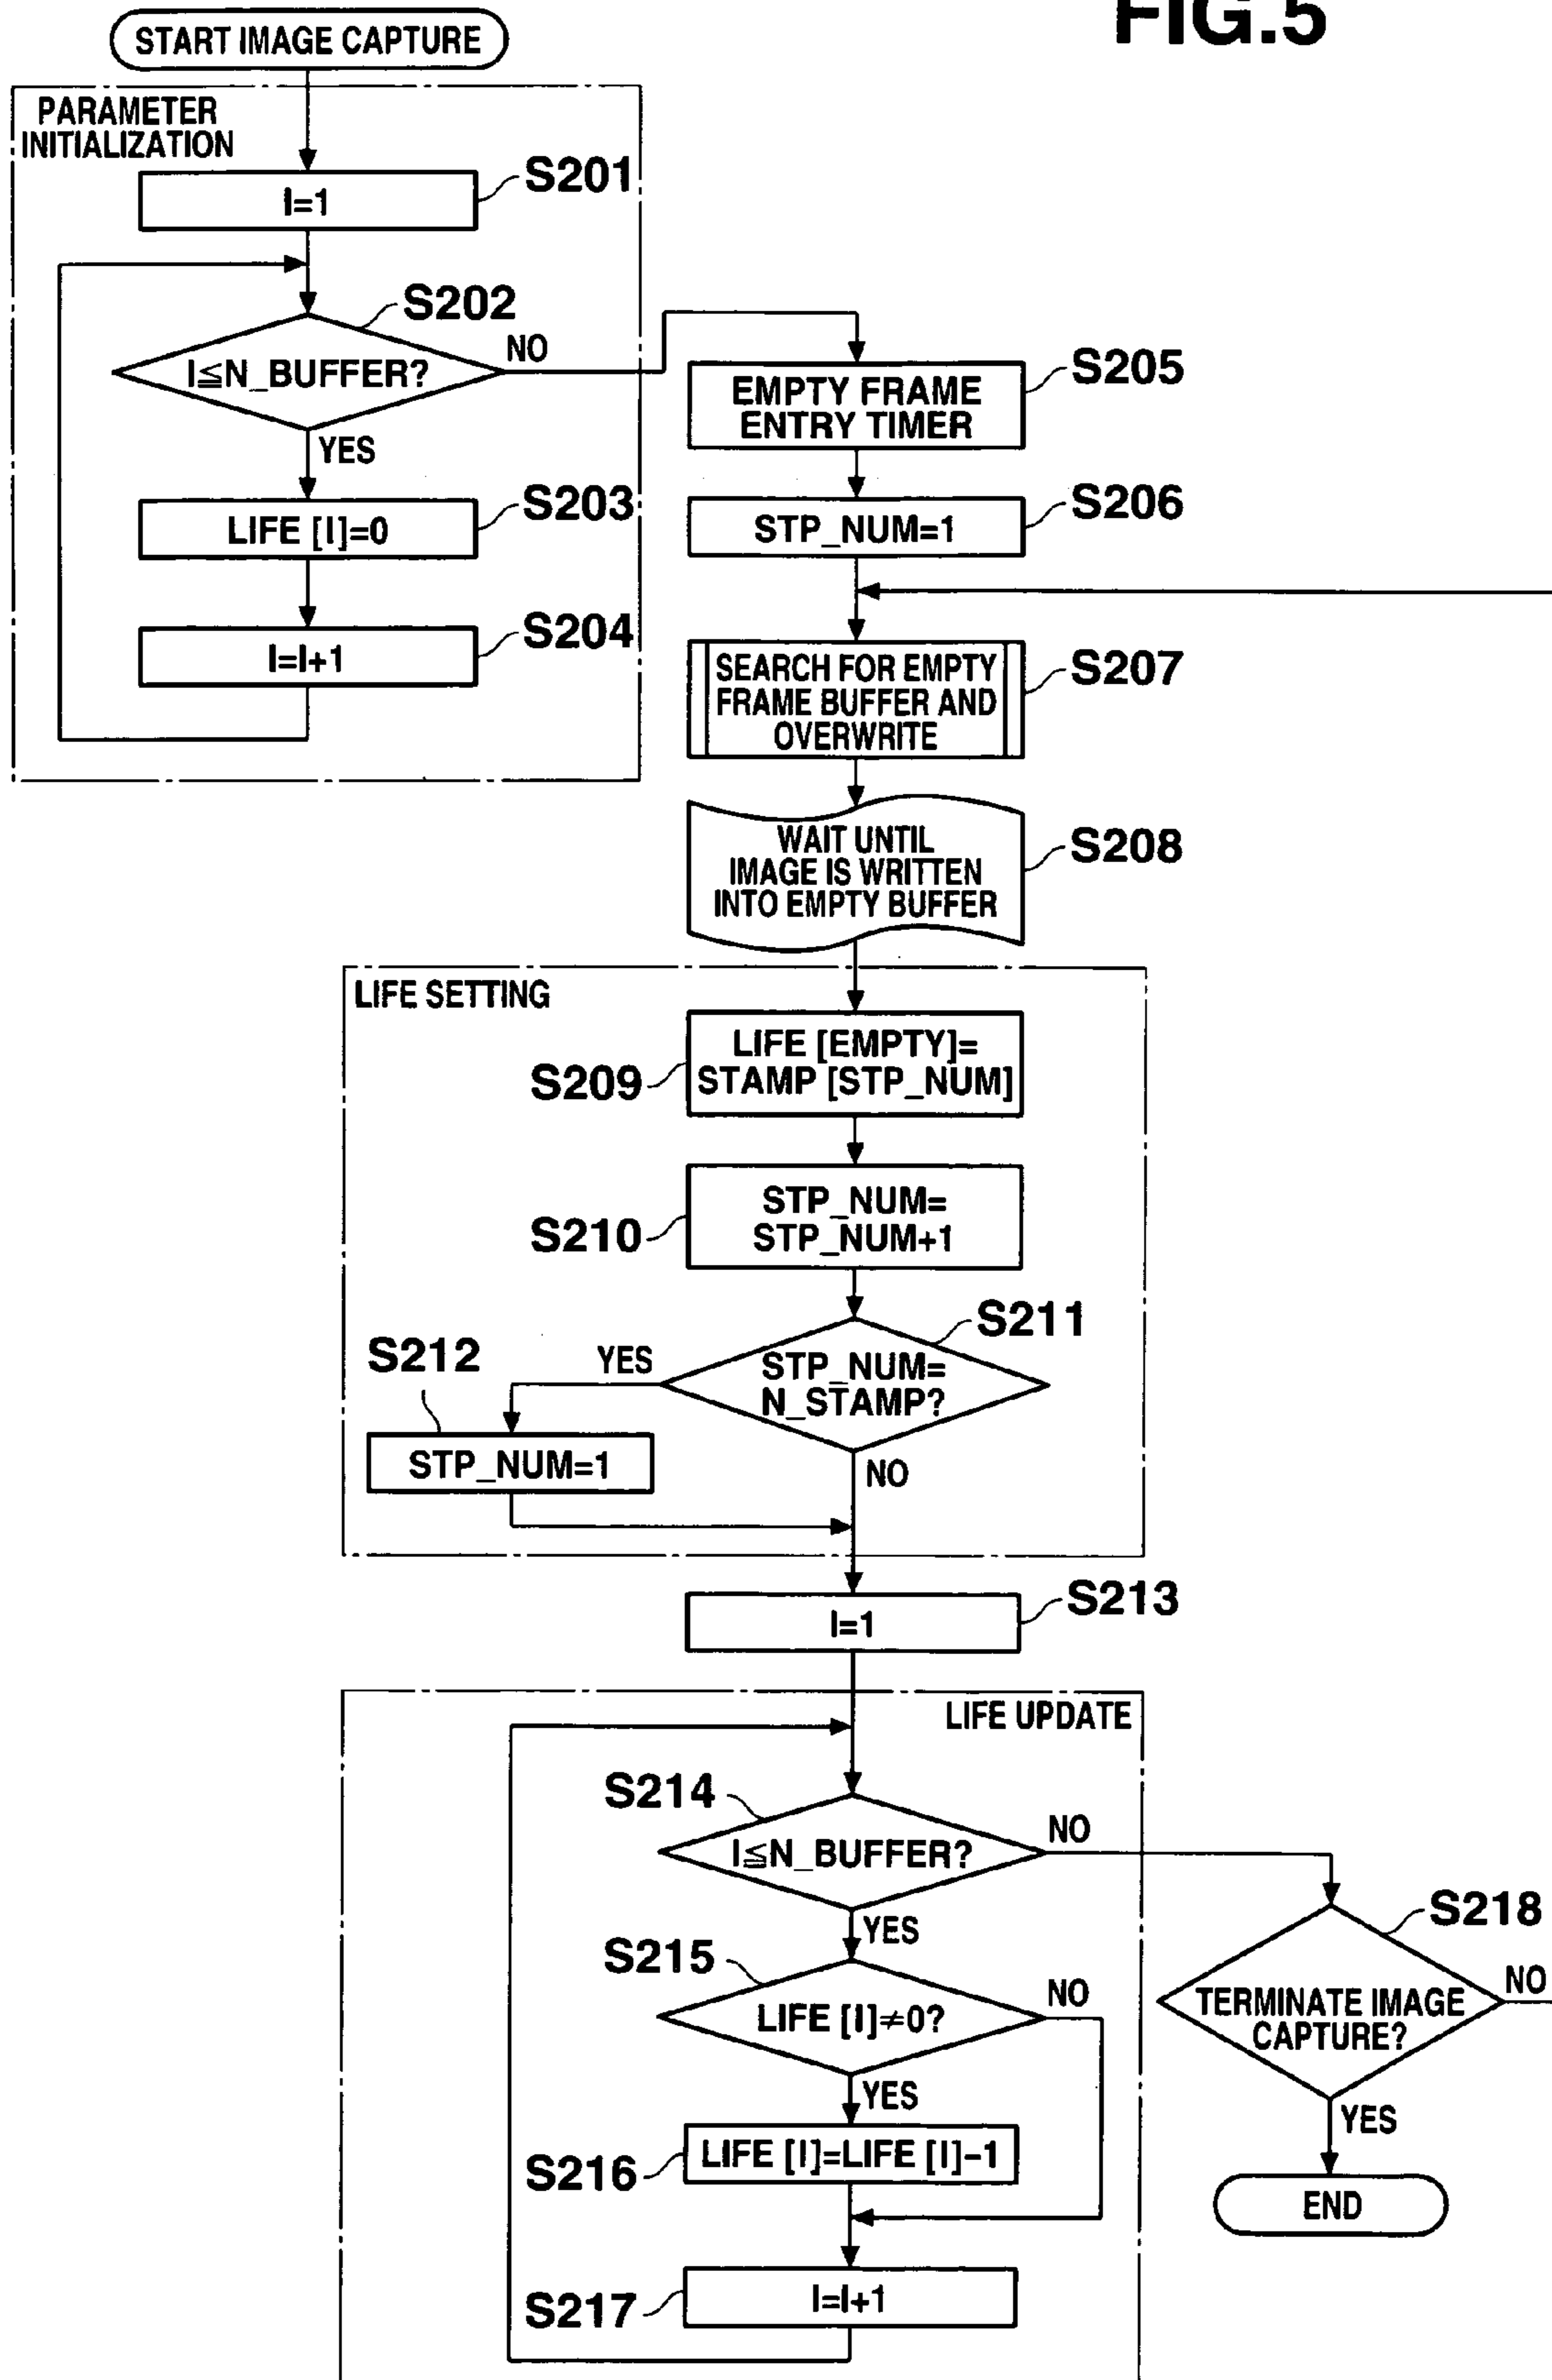 FIG.5
START IMAGE CAPTURE
PARAMETER
INITIALIZATION
S201
I=1
S202
I≦N_BUFFER?
NO
YES
S203
LIFE [I]=0
S204
I=I+1
S205
EMPTY FRAME
ENTRY TIMER
S206
STP_NUM=1
S207
SEARCH FOR EMPTY
FRAME BUFFER AND
OVERWRITE
S208
WAIT UNTIL
IMAGE IS WRITTEN
INTO EMPTY BUFFER
LIFE SETTING
S209
LIFE [EMPTY]=
STAMP [STP_NUM]
S210
STP_NUM=
STP_NUM+1
S211
STP_NUM=
N_STAMP?
YES
S212
STP_NUM=1
NO
S213
I=1
LIFE UPDATE
S214
I≦N_BUFFER?
NO
YES
S215
LIFE [I]≠0?
NO
YES
S216
LIFE [I]=LIFE [I]-1
S217
I=I+1
S218
TERMINATE IMAGE
CAPTURE?
NO
YES
END